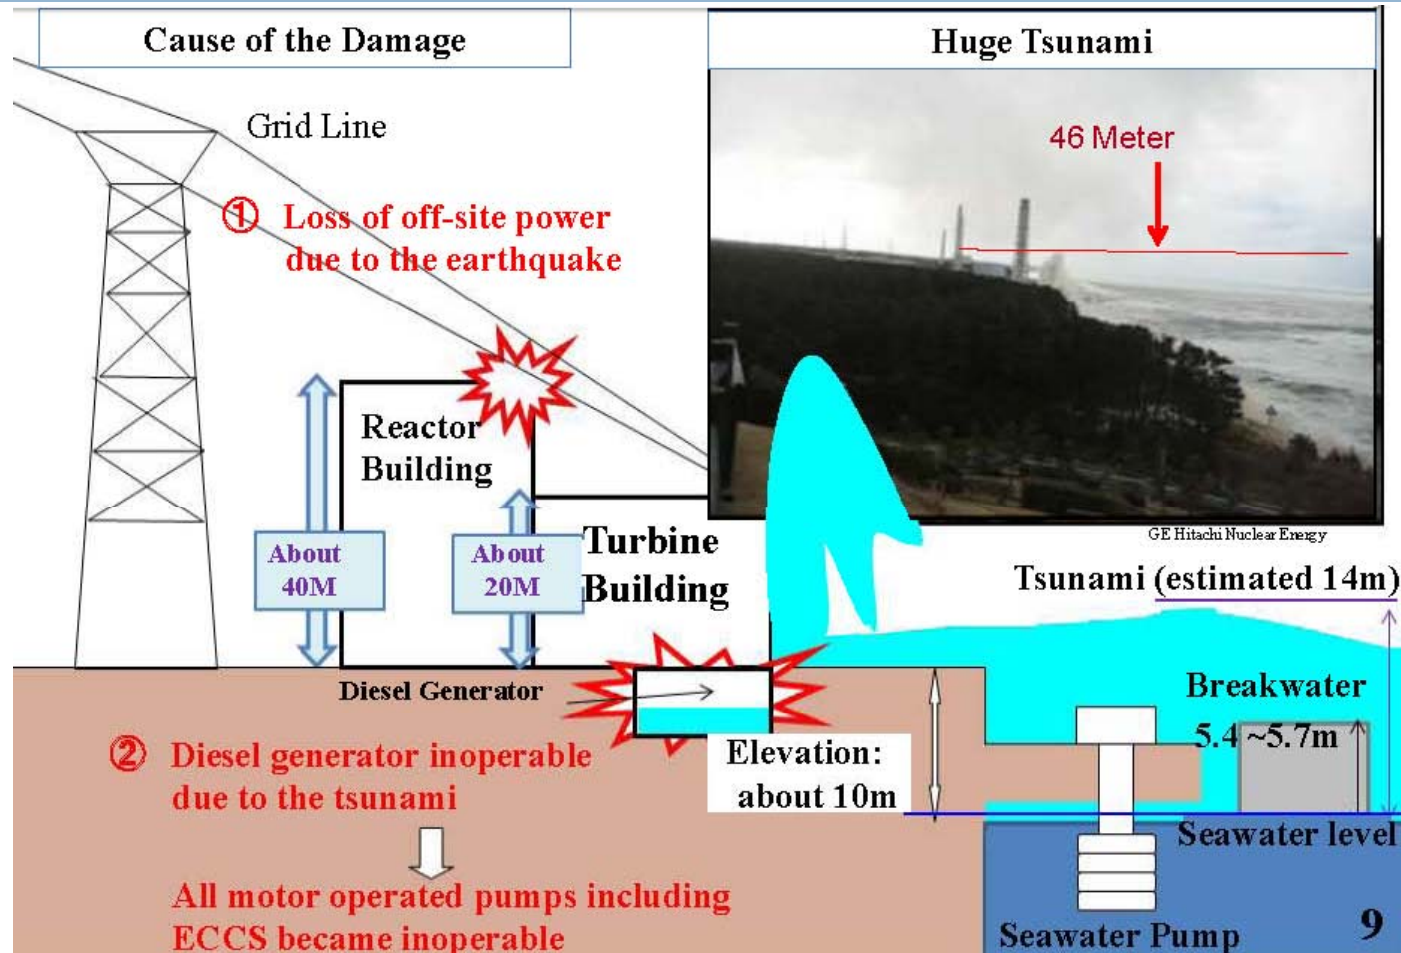 Cause of the Damage
Huge Tsunami
Grid Line
46 Meter
① Loss of off-site power
due to the earthquake
Reactor
Building
About
40M
About
20M
Turbine
Building
GE Hitachi Nuclear Energy
Tsunami (estimated 14m)
Diesel Generator
Breakwater
5.4 ~5.7m
② Diesel generator inoperable
due to the tsunami
Elevation:
about 10m
Seawater level
All motor operated pumps including
ECCS became inoperable
Seawater Pump
9